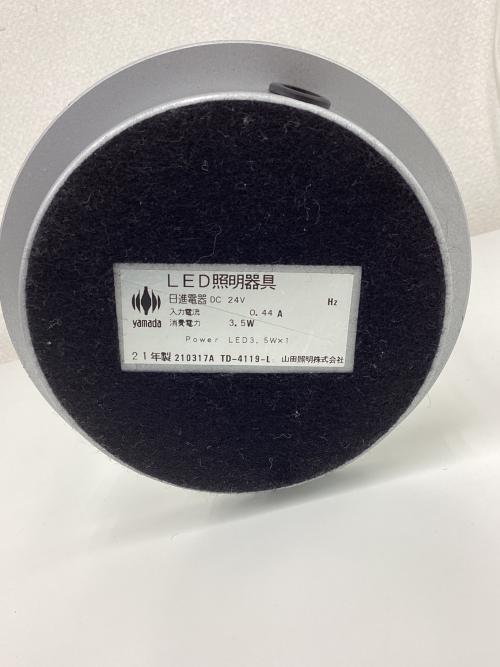 LED照明器具
日進電器 DC 24V Hz
入力電流 0.44 A
消費電力 3.5W
yamada
Power LED3.5W×1
21年製 210317A TD-4119-L 山田照明株式会社